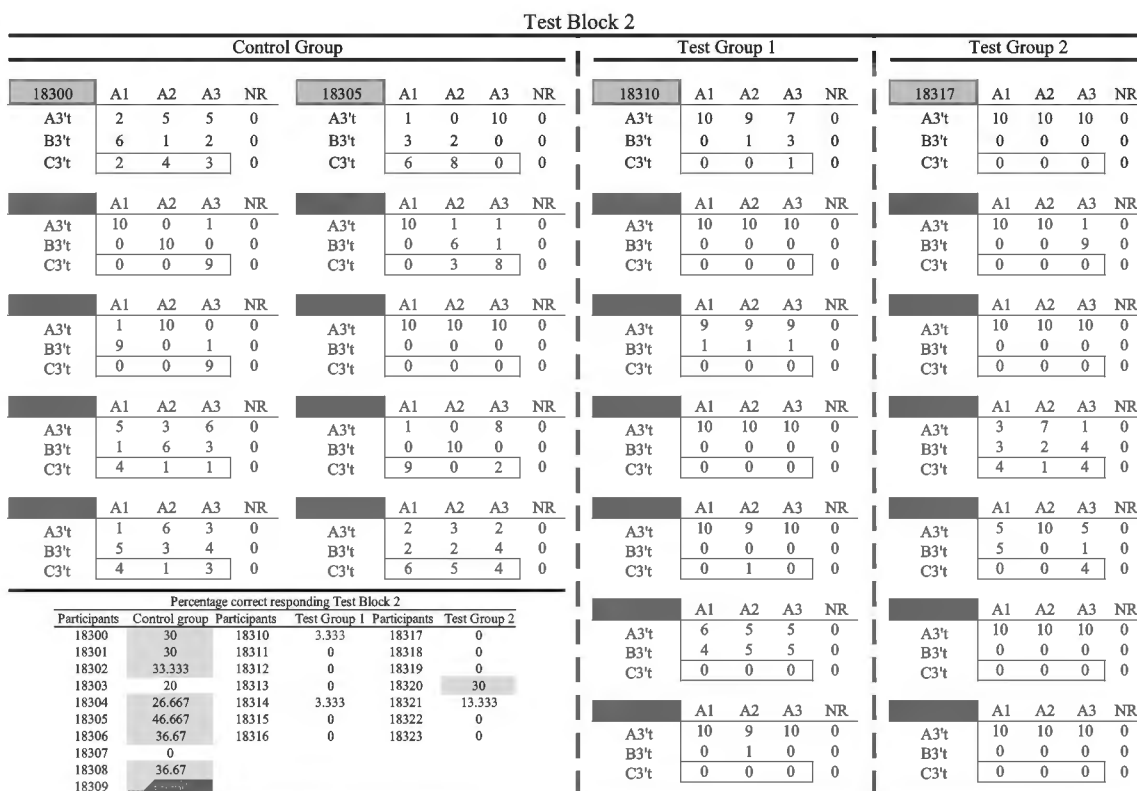 Test Block 2
Control Group Test Group 1 Test Group 2
18300 A1 A2 A3 NR 18305 A1 A2 A3 NR 18310 A1 A2 A3 NR 18317 A1 A2 A3 NR
A3't 2 5 5 0 A3't 1 0 10 0 A3't 10 9 7 0 A3't 10 10 10 0
B3't 6 1 2 0 B3't 3 2 0 0 B3't 0 1 3 0 B3't 0 0 0 0
C3't 2 4 3 0 C3't 6 8 0 0 C3't 0 0 1 0 C3't 0 0 0 0
A1 A2 A3 NR A1 A2 A3 NR A1 A2 A3 NR A1 A2 A3 NR
A3't 10 0 1 0 A3't 10 1 1 0 A3't 10 10 10 0 A3't 10 10 1 0
B3't 0 10 0 0 B3't 0 6 1 0 B3't 0 0 0 0 B3't 0 0 9 0
C3't 0 0 9 0 C3't 0 3 8 0 C3't 0 0 0 0 C3't 0 0 0 0
A1 A2 A3 NR A1 A2 A3 NR A1 A2 A3 NR A1 A2 A3 NR
A3't 1 10 0 0 A3't 10 10 10 0 A3't 9 9 9 0 A3't 10 10 10 0
B3't 9 0 1 0 B3't 0 0 0 0 B3't 1 1 1 0 B3't 0 0 0 0
C3't 0 0 9 0 C3't 0 0 0 0 C3't 0 0 0 0 C3't 0 0 0 0
A1 A2 A3 NR A1 A2 A3 NR A1 A2 A3 NR A1 A2 A3 NR
A3't 5 3 6 0 A3't 1 0 8 0 A3't 10 10 10 0 A3't 3 7 1 0
B3't 1 6 3 0 B3't 0 10 0 0 B3't 0 0 0 0 B3't 3 2 4 0
C3't 4 1 1 0 C3't 9 0 2 0 C3't 0 0 0 0 C3't 4 1 4 0
A1 A2 A3 NR A1 A2 A3 NR A1 A2 A3 NR A1 A2 A3 NR
A3't 1 6 3 0 A3't 2 3 2 0 A3't 10 9 10 0 A3't 5 10 5 0
B3't 5 3 4 0 B3't 2 2 4 0 B3't 0 0 0 0 B3't 5 0 1 0
C3't 4 1 3 0 C3't 6 5 4 0 C3't 0 1 0 0 C3't 0 0 4 0
A1 A2 A3 NR A1 A2 A3 NR
A3't 6 5 5 0 A3't 10 10 10 0
B3't 4 5 5 0 B3't 0 0 0 0
C3't 0 0 0 0 C3't 0 0 0 0
A1 A2 A3 NR A1 A2 A3 NR
A3't 10 9 10 0 A3't 10 10 10 0
B3't 0 1 0 0 B3't 0 0 0 0
C3't 0 0 0 0 C3't 0 0 0 0
Percentage correct responding Test Block 2
Participants Control group Participants Test Group 1 Participants Test Group 2
18300 30 18310 3.333 18317 0
18301 30 18311 0 18318 0
18302 33.333 18312 0 18319 0
18303 20 18313 0 18320 30
18304 26.667 18314 3.333 18321 13.333
18305 46.667 18315 0 18322 0
18306 36.67 18316 0 18323 0
18307 0
18308 36.67
18309